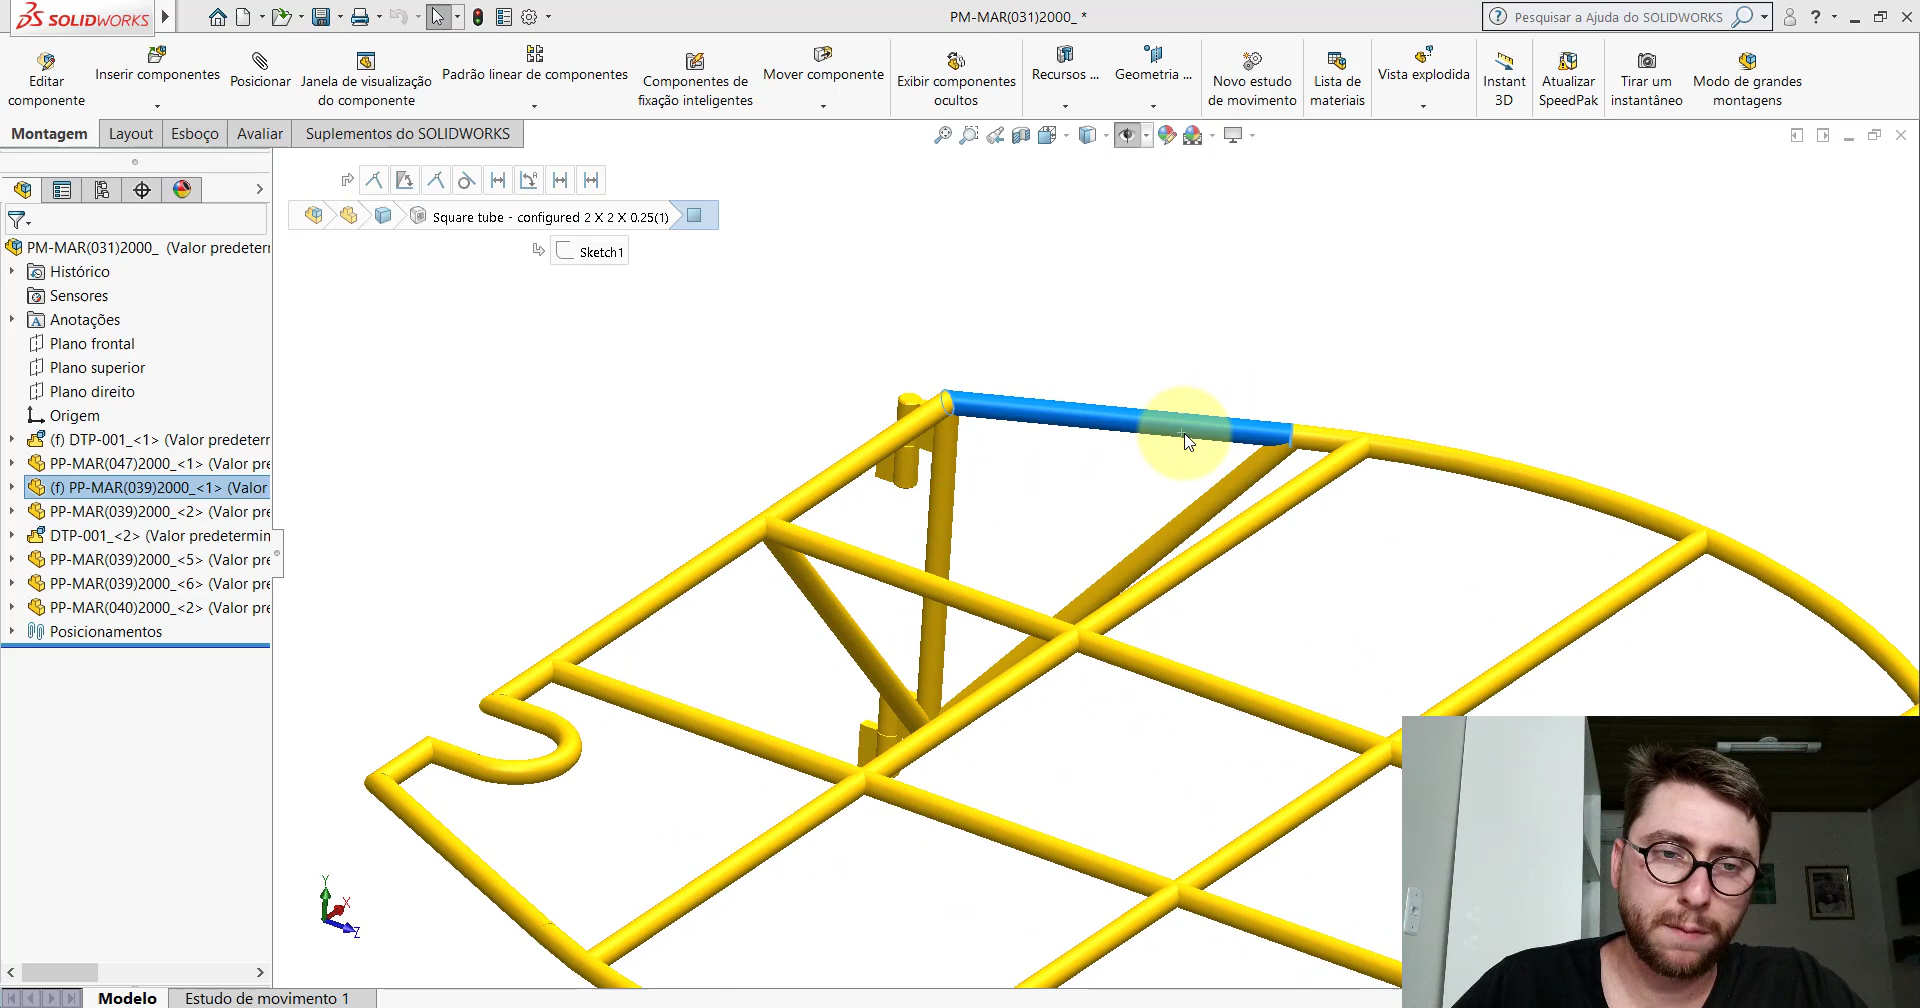 SOLIDWORKS
PM-MAR(031)2000_ *
Pesquisar a Ajuda do SOLIDWORKS
Editar componente
Inserir componentes
Posicionar
Janela de visualização do componente
Padrão linear de componentes
Componentes de fixação inteligentes
Mover componente
Exibir componentes ocultos
Recursos ...
Geometria ...
Novo estudo de movimento
Lista de materiais
Vista explodida
Instant 3D
Atualizar SpeedPak
Tirar um instantâneo
Modo de grandes montagens
Montagem
Layout
Esboço
Avaliar
Suplementos do SOLIDWORKS
Square tube - configured 2 X 2 X 0.25(1)
Sketch1
PM-MAR(031)2000_ (Valor predetern
Histórico
Sensores
Anotações
Plano frontal
Plano superior
Plano direito
Origem
(f) DTP-001_<1> (Valor predetern
PP-MAR(047)2000_<1> (Valor pre
(f) PP-MAR(039)2000_<1> (Valor
PP-MAR(039)2000_<2> (Valor pre
DTP-001_<2> (Valor predetermin
PP-MAR(039)2000_<5> (Valor pre
PP-MAR(039)2000_<6> (Valor pre
PP-MAR(040)2000_<2> (Valor pre
Posicionamentos
Y
X
Z
Modelo
Estudo de movimento 1